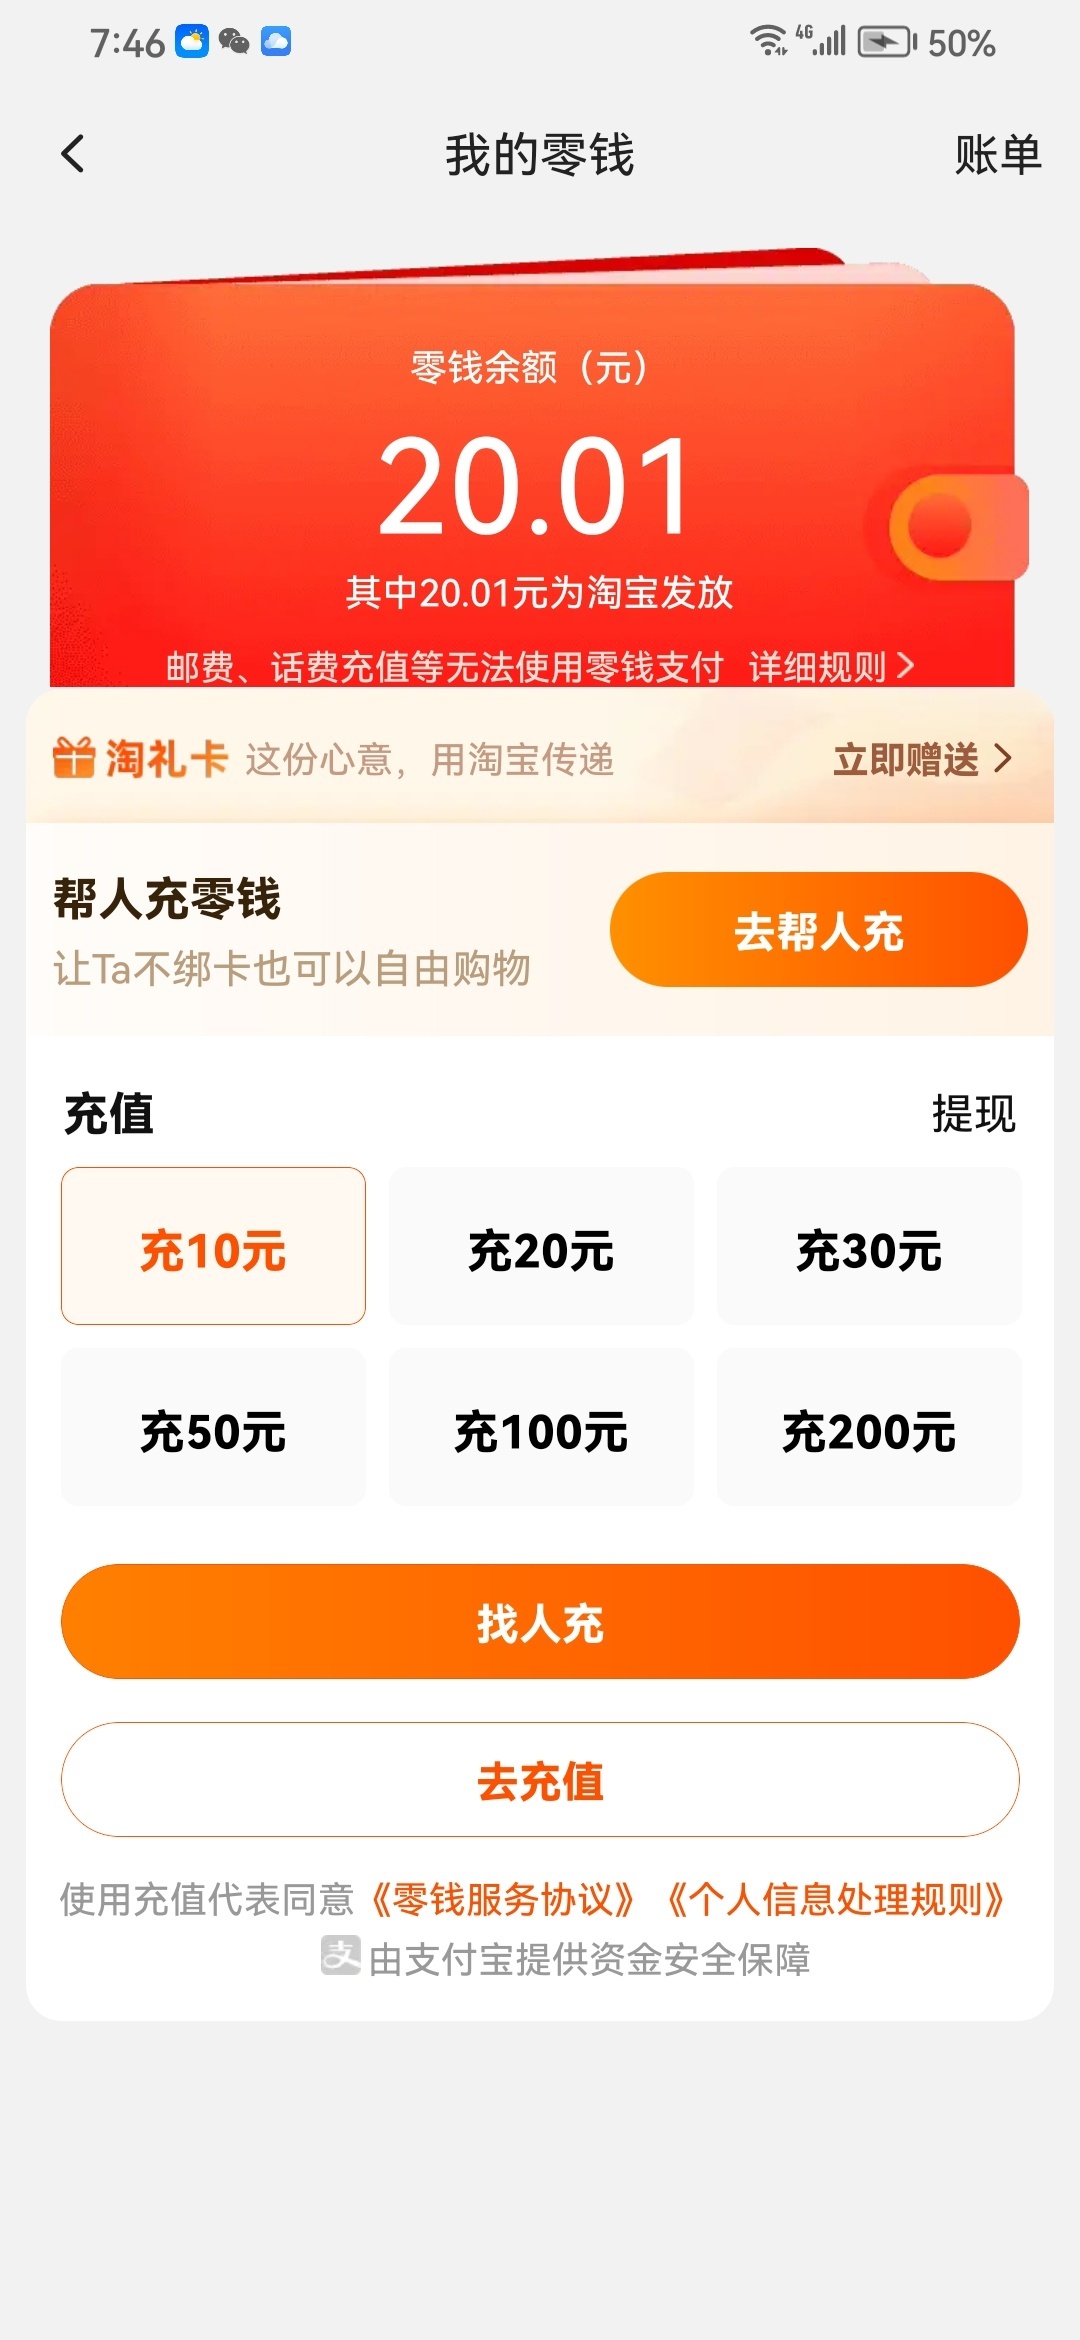 7:46 4G 50%
我的零钱 账单
零钱余额（元）
20.01
其中20.01元为淘宝发放
邮费、话费充值等无法使用零钱支付 详细规则
淘礼卡 这份心意，用淘宝传递 立即赠送
帮人充零钱
让Ta不绑卡也可以自由购物
去帮人充
充值 提现
充10元 充20元 充30元
充50元 充100元 充200元
找人充
去充值
使用充值代表同意《零钱服务协议》《个人信息处理规则》
支 由支付宝提供资金安全保障